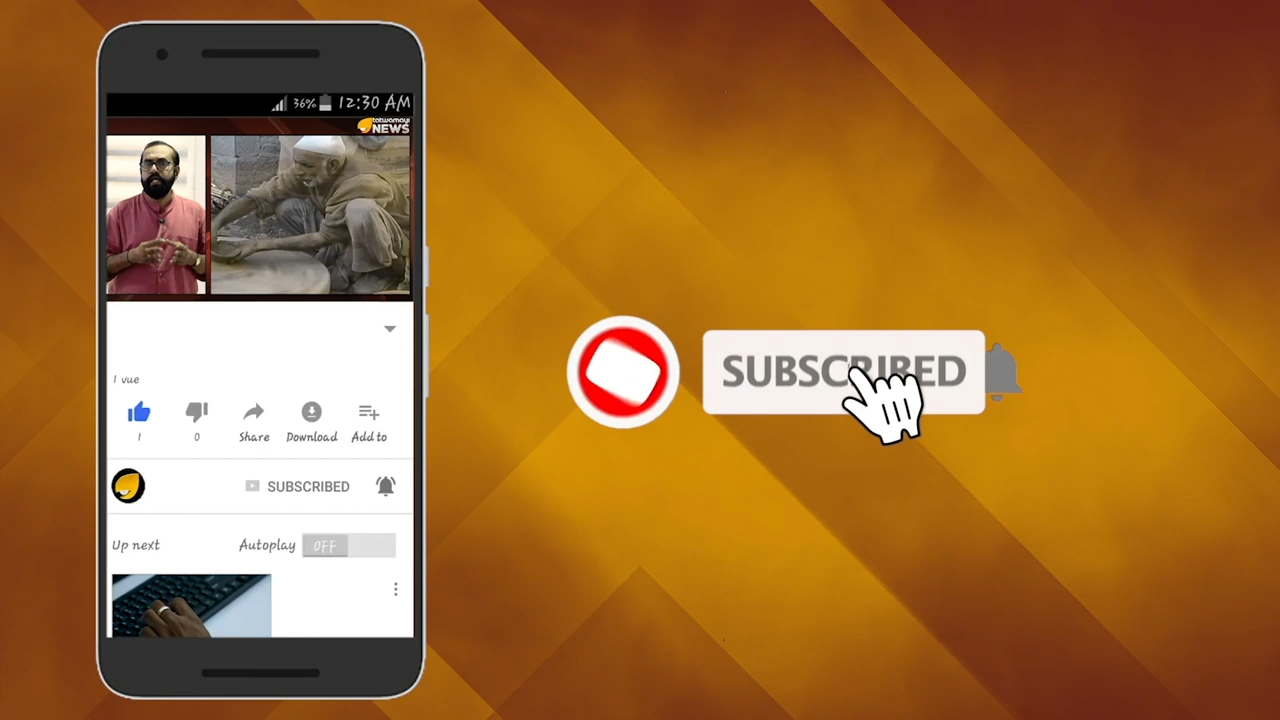 36% 12:30 AM
tatwamayi
NEWS
1 vue
1
0
Share
Download
Add to
SUBSCRIBED
Up next
Autoplay
OFF
SUBSCRIBED